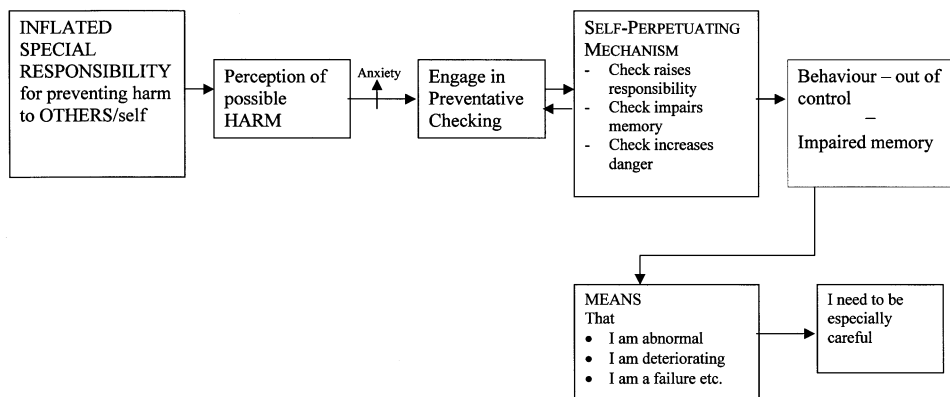 INFLATED
SPECIAL
RESPONSIBILITY
for preventing harm
to OTHERS/self
Perception of
possible
HARM
Anxiety
Engage in
Preventative
Checking
SELF-PERPETUATING
MECHANISM
- Check raises
responsibility
- Check impairs
memory
- Check increases
danger
Behaviour – out of
control
–
Impaired memory
MEANS
That
• I am abnormal
• I am deteriorating
• I am a failure etc.
I need to be
especially
careful